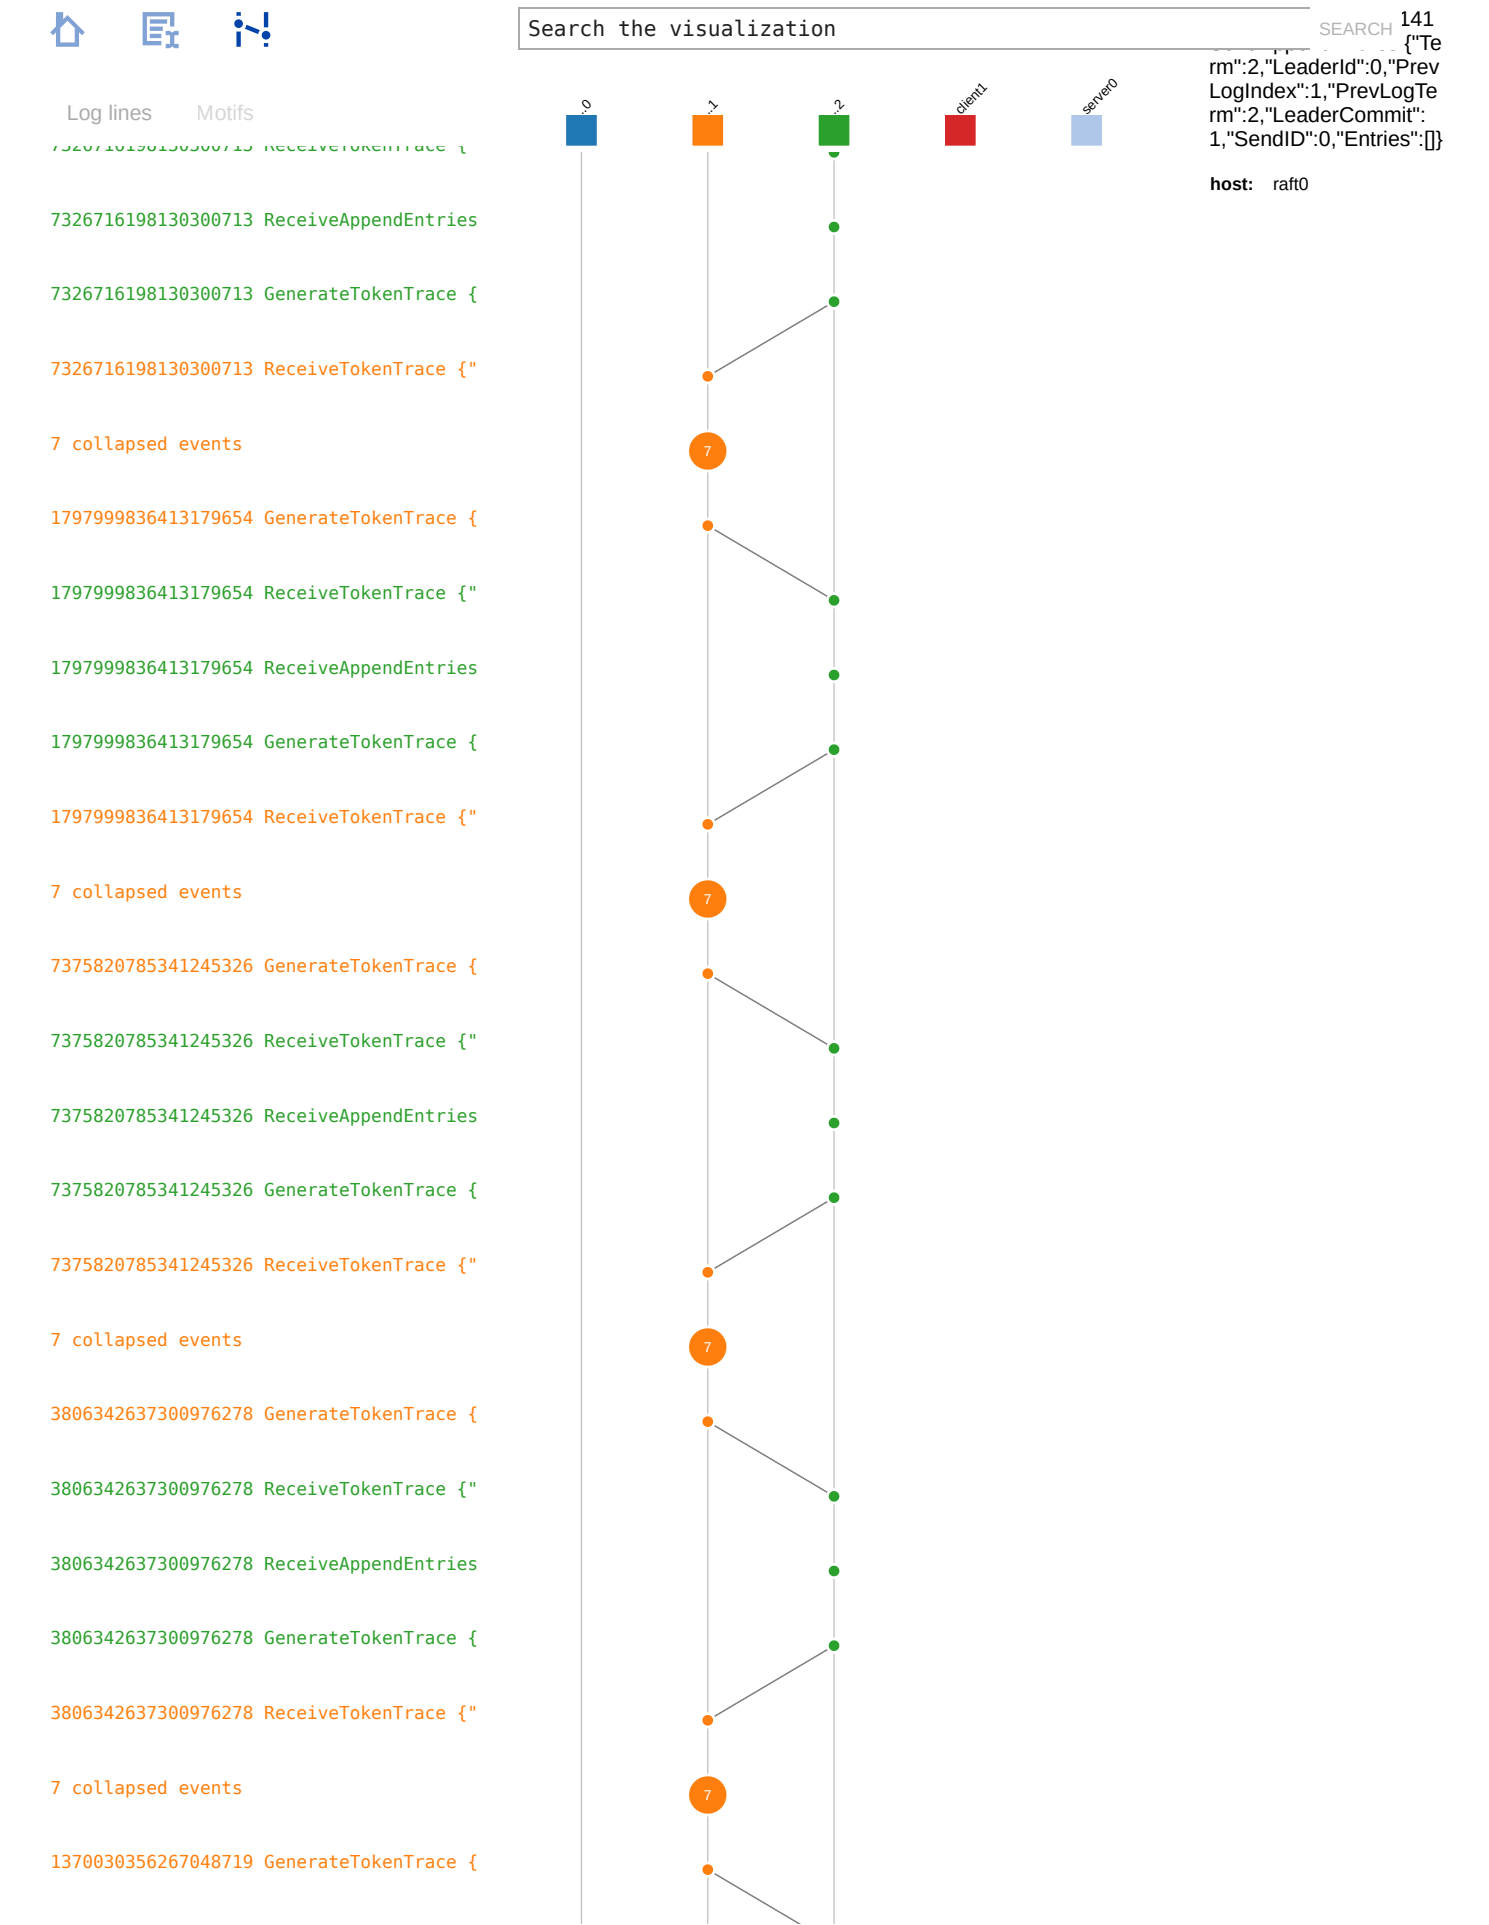 Search the visualization
SEARCH
141
{"Te
rm":2,"LeaderId":0,"Prev
LogIndex":1,"PrevLogTe
rm":2,"LeaderCommit":
1,"SendID":0,"Entries":[]}
host: raft0
Log lines Motifs
..0 ..1 ..2 client1 server0
7326716198130300713 ReceiveTokenTrace {
7326716198130300713 ReceiveAppendEntries
7326716198130300713 GenerateTokenTrace {
7326716198130300713 ReceiveTokenTrace {"
7 collapsed events
7
1797999836413179654 GenerateTokenTrace {
1797999836413179654 ReceiveTokenTrace {"
1797999836413179654 ReceiveAppendEntries
1797999836413179654 GenerateTokenTrace {
1797999836413179654 ReceiveTokenTrace {"
7 collapsed events
7
7375820785341245326 GenerateTokenTrace {
7375820785341245326 ReceiveTokenTrace {"
7375820785341245326 ReceiveAppendEntries
7375820785341245326 GenerateTokenTrace {
7375820785341245326 ReceiveTokenTrace {"
7 collapsed events
7
3806342637300976278 GenerateTokenTrace {
3806342637300976278 ReceiveTokenTrace {"
3806342637300976278 ReceiveAppendEntries
3806342637300976278 GenerateTokenTrace {
3806342637300976278 ReceiveTokenTrace {"
7 collapsed events
7
1370030356267048719 GenerateTokenTrace {